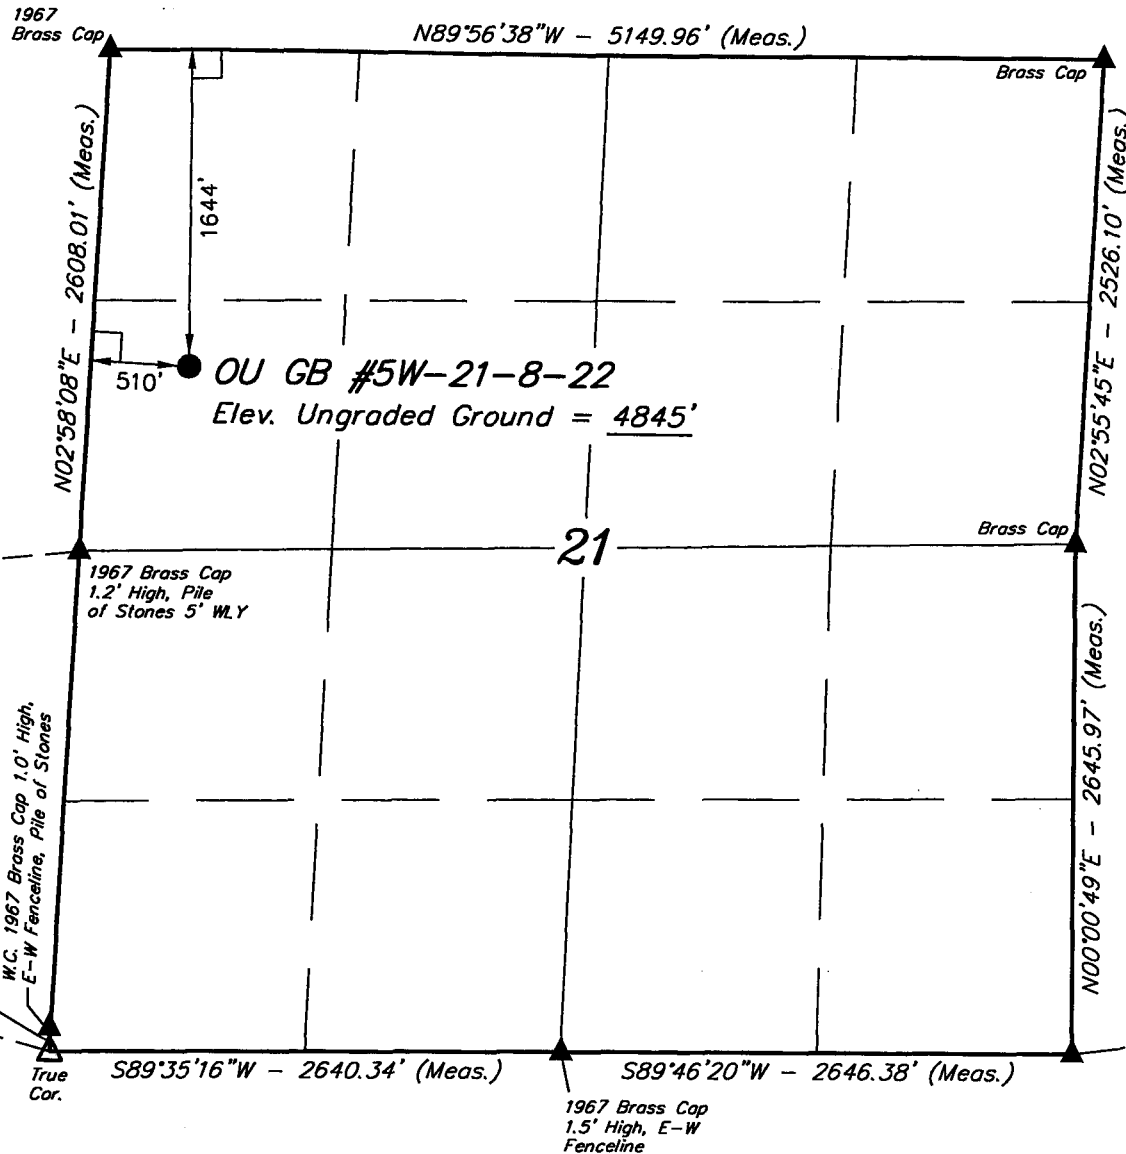 1967
Brass Cap
N89°56'38"W - 5149.96' (Meas.)
Brass Cap
N02°58'08"E - 2608.01' (Meas.)
1644'
N02°55'45"E - 2526.10' (Meas.)
510'
OU GB #5W-21-8-22
Elev. Ungraded Ground = 4845'
21
Brass Cap
1967 Brass Cap
1.2' High, Pile
of Stones 5' WLY
W.C. 1967 Brass Cap 1.0' High,
E-W Fenceline, Pile of Stones
N00°00'49"E - 2645.97' (Meas.)
True
Cor.
S89°35'16"W - 2640.34' (Meas.)
S89°46'20"W - 2646.38' (Meas.)
1967 Brass Cap
1.5' High, E-W
Fenceline